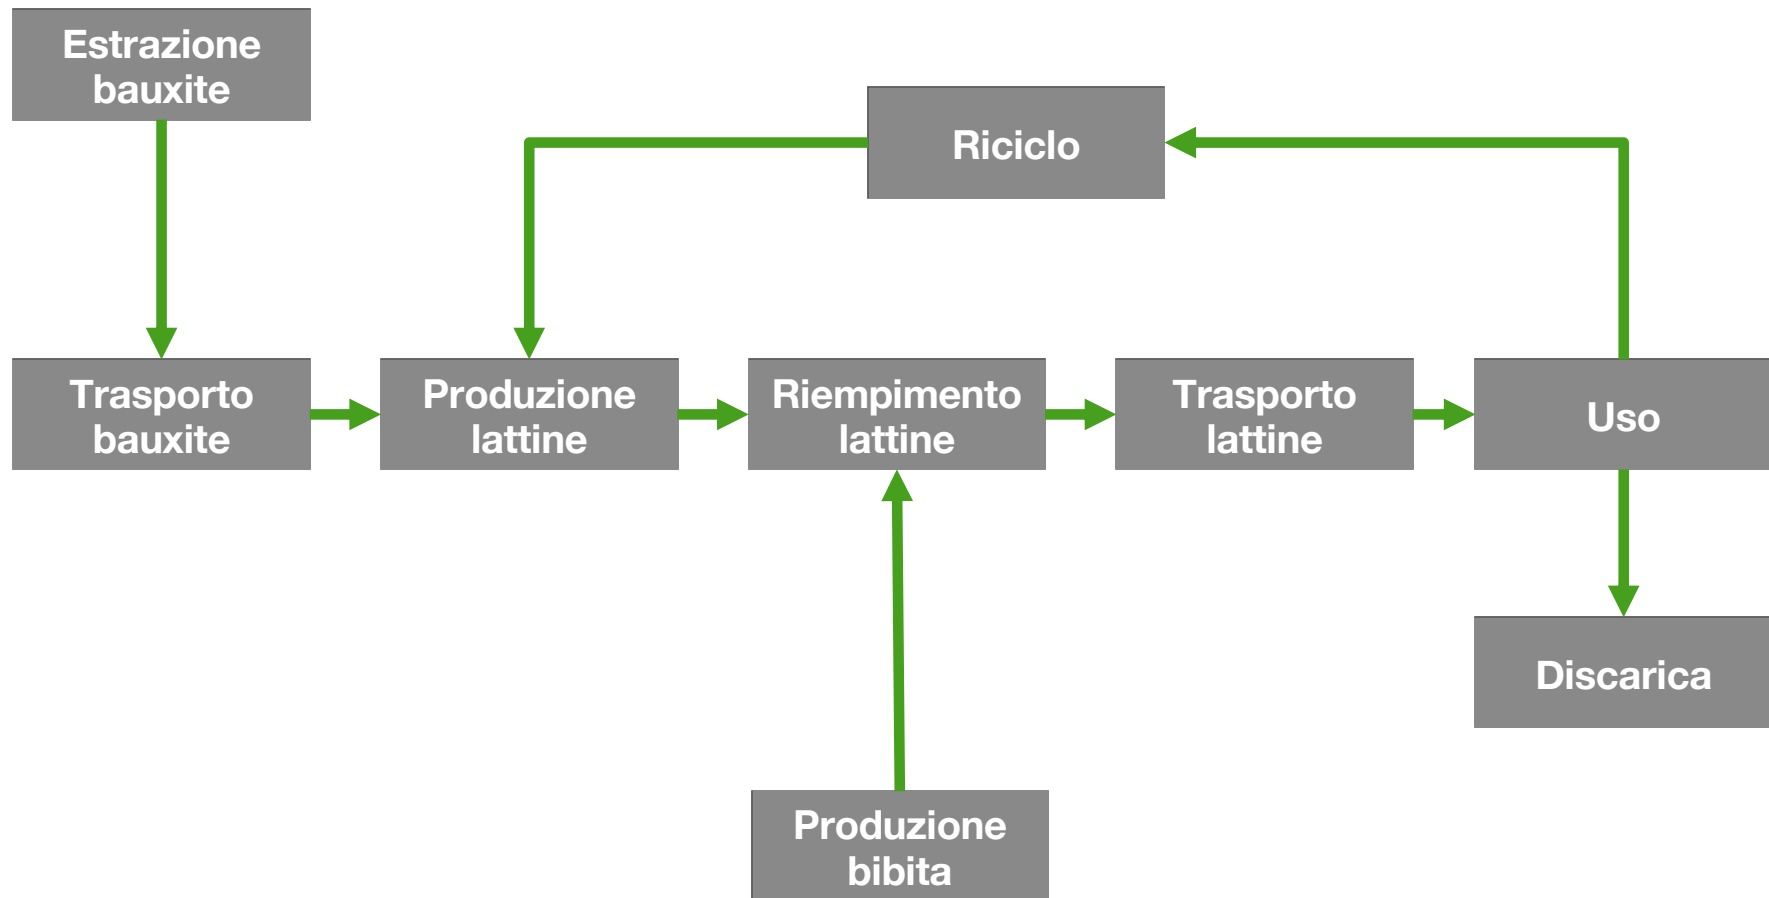 Estrazione
bauxite
Riciclo
Trasporto
bauxite
Produzione
lattine
Riempimento
lattine
Trasporto
lattine
Uso
Discarica
Produzione
bibita